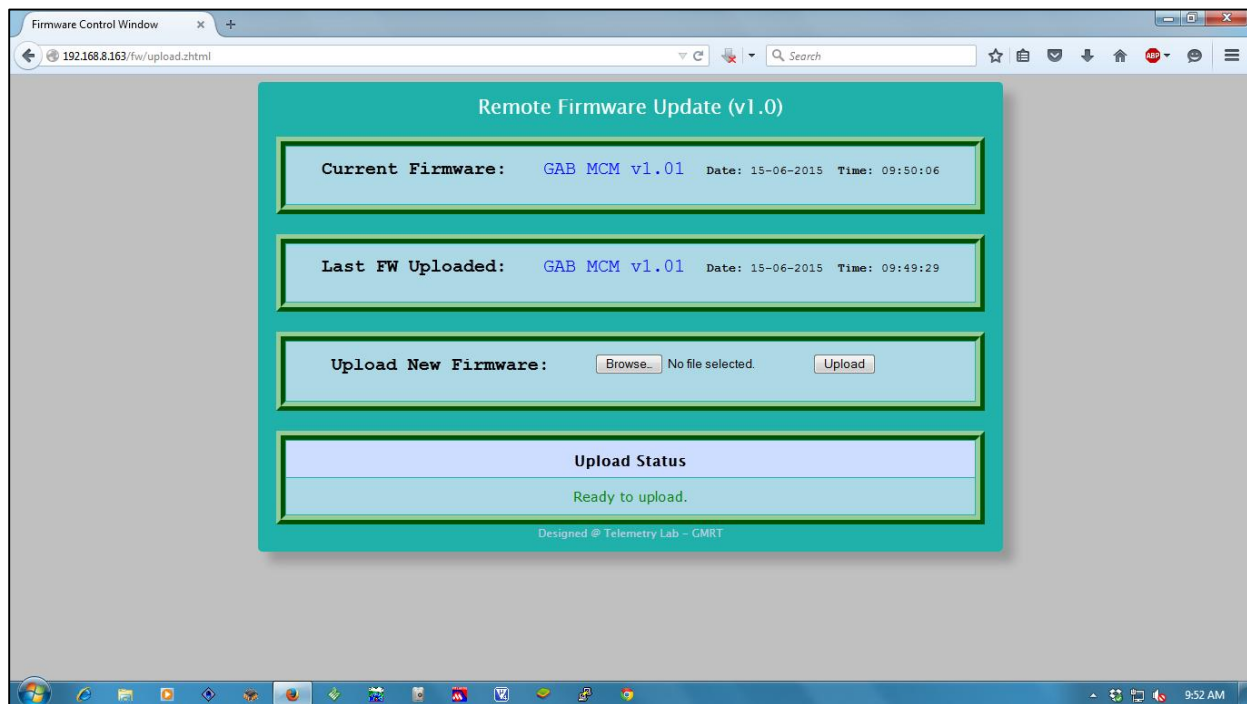 Firmware Control Window
192.168.8.163/fw/upload.zhtml
Search
ABP
Remote Firmware Update (v1.0)
Current Firmware: GAB MCM v1.01 Date: 15-06-2015 Time: 09:50:06
Last FW Uploaded: GAB MCM v1.01 Date: 15-06-2015 Time: 09:49:29
Upload New Firmware: Browse… No file selected. Upload
Upload Status
Ready to upload.
Designed @ Telemetry Lab – GMRT
9:52 AM